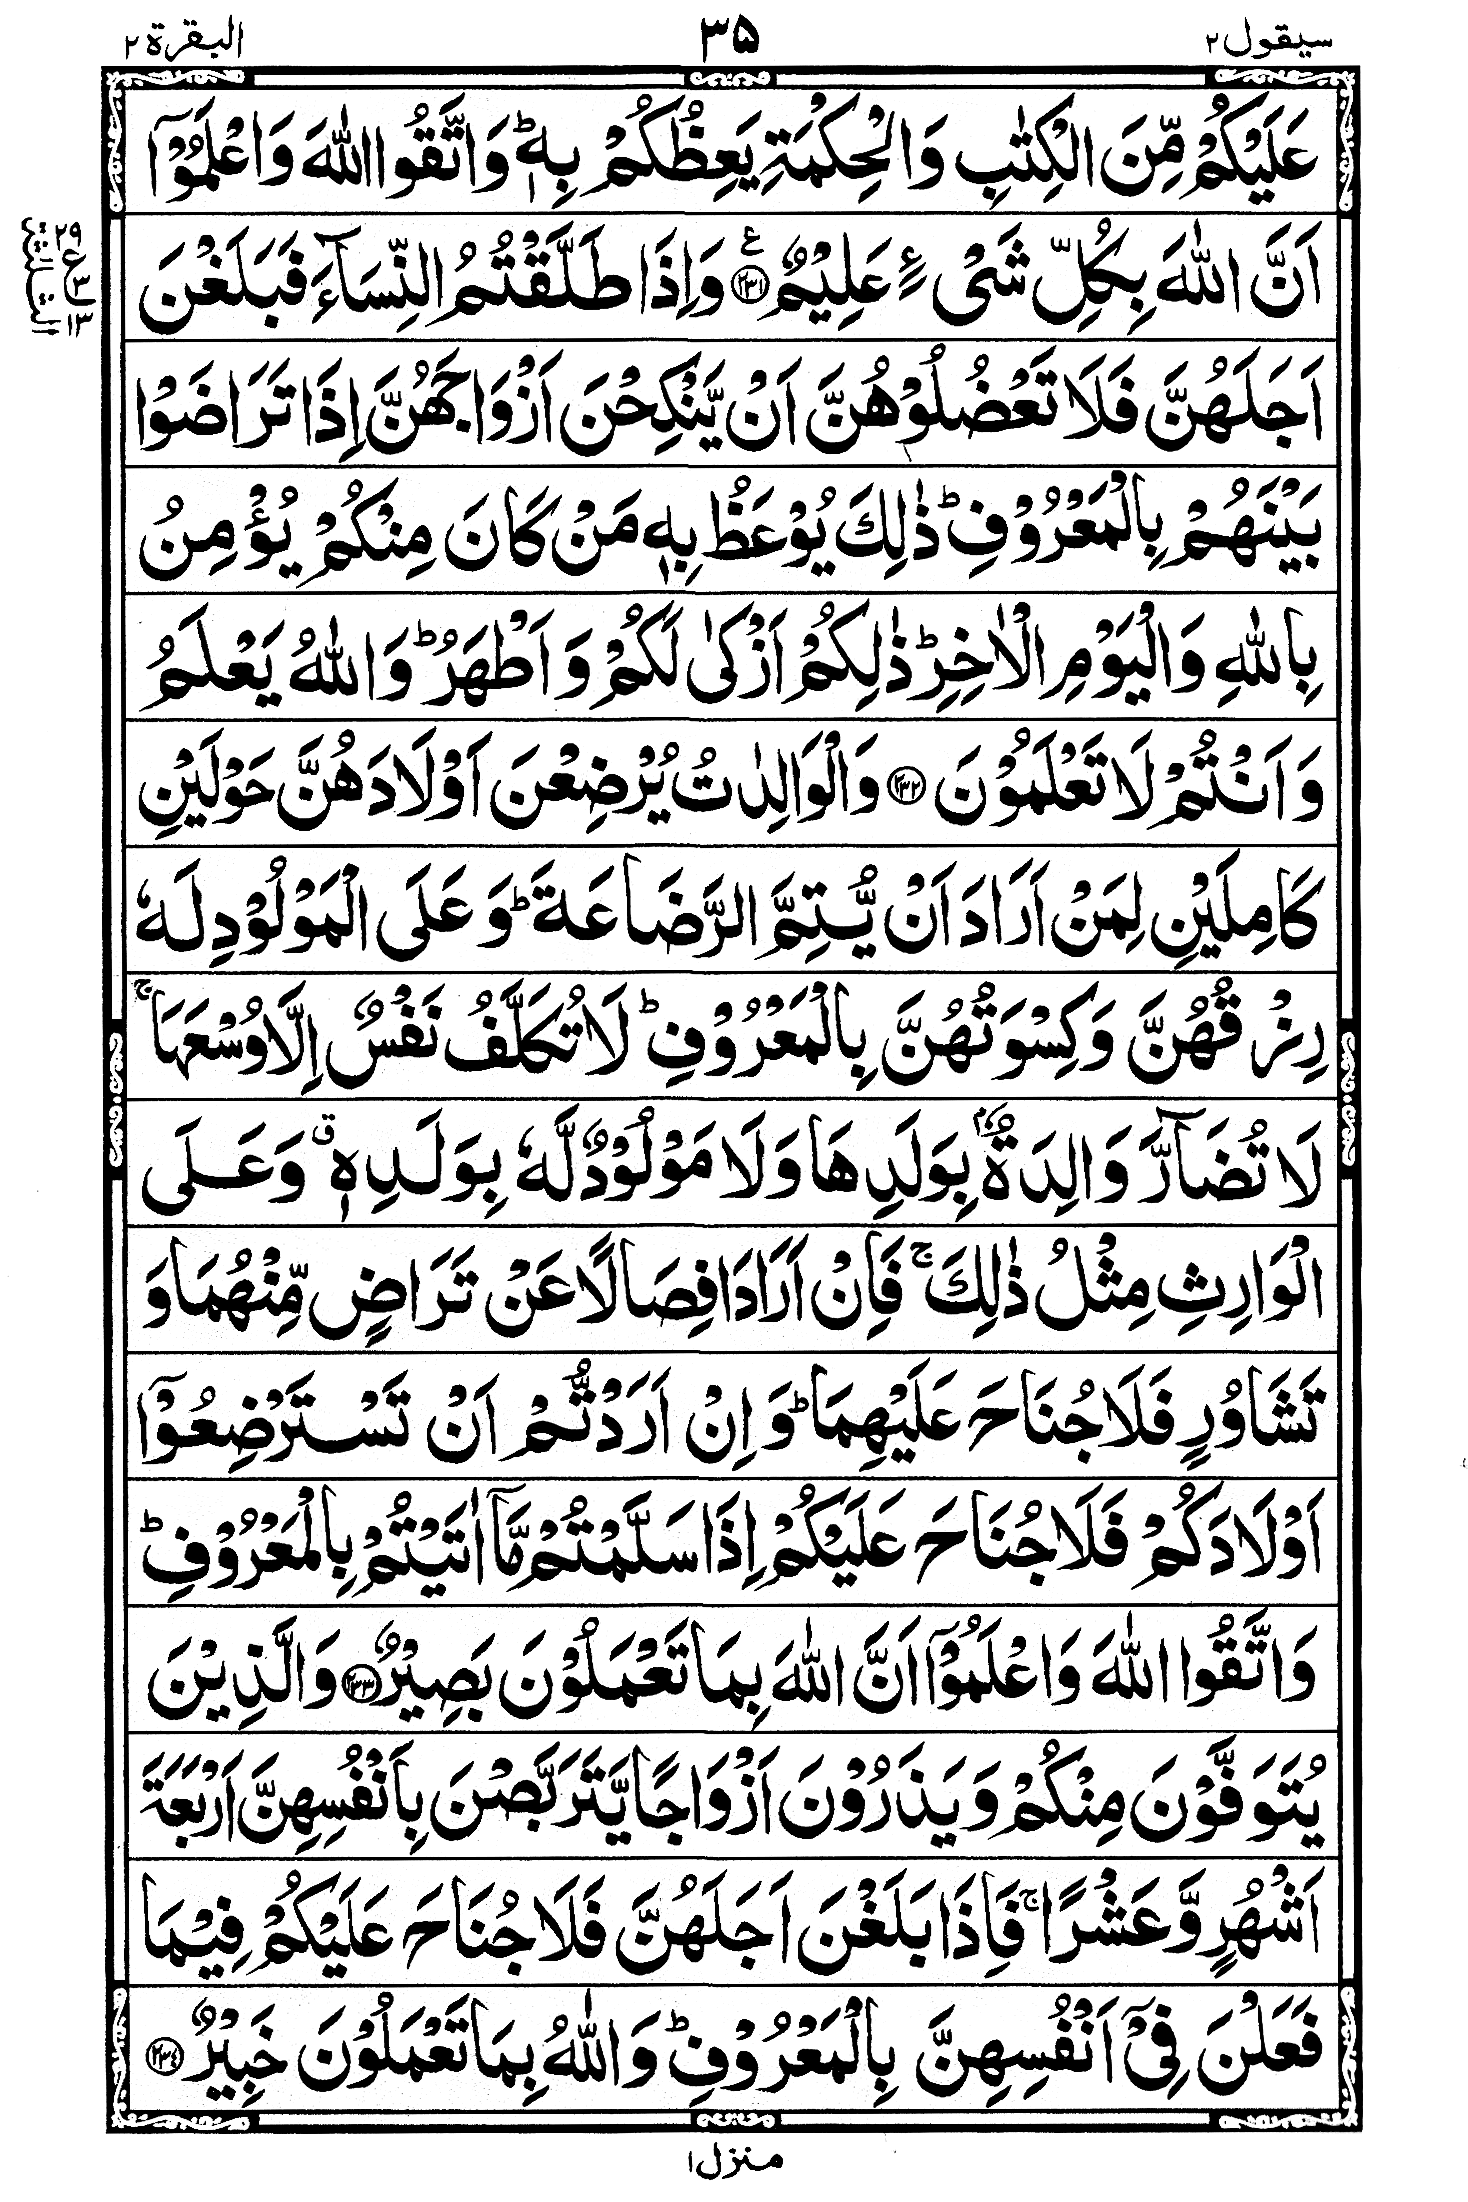 سیقول ۲ ۳۵ البقرة ۲
عَلَیْكُمْ مِّنَ الْكِتٰبِ وَالْحِكْمَةِ یَعِظُكُمْ بِهٖ ؕ وَاتَّقُوا اللّٰهَ وَاعْلَمُوْۤا
اَنَّ اللّٰهَ بِكُلِّ شَیْءٍ عَلِیْمٌ ﴿۲۳۱﴾ ع وَاِذَا طَلَّقْتُمُ النِّسَآءَ فَبَلَغْنَ
۲۹ ع ۳ ۱۳
اَجَلَهُنَّ فَلَا تَعْضُلُوْهُنَّ اَنْ یَّنْكِحْنَ اَزْوَاجَهُنَّ اِذَا تَرَاضَوْا
بَیْنَهُمْ بِالْمَعْرُوْفِ ؕ ذٰلِكَ یُوْعَظُ بِهٖ مَنْ كَانَ مِنْكُمْ یُؤْمِنُ
بِاللّٰهِ وَالْیَوْمِ الْاٰخِرِ ؕ ذٰلِكُمْ اَزْكٰی لَكُمْ وَاَطْهَرُ ؕ وَاللّٰهُ یَعْلَمُ
وَاَنْتُمْ لَا تَعْلَمُوْنَ ﴿۲۳۲﴾ وَالْوَالِدٰتُ یُرْضِعْنَ اَوْلَادَهُنَّ حَوْلَیْنِ
كَامِلَیْنِ لِمَنْ اَرَادَ اَنْ یُّتِمَّ الرَّضَاعَةَ ؕ وَعَلَی الْمَوْلُوْدِ لَهٗ
رِزْقُهُنَّ وَكِسْوَتُهُنَّ بِالْمَعْرُوْفِ ؕ لَا تُكَلَّفُ نَفْسٌ اِلَّا وُسْعَهَا ۚ
لَا تُضَآرَّ وَالِدَةٌۢ بِوَلَدِهَا وَلَا مَوْلُوْدٌ لَّهٗ بِوَلَدِهٖ ق وَعَلَی
الْوَارِثِ مِثْلُ ذٰلِكَ ۚ فَاِنْ اَرَادَا فِصَالًا عَنْ تَرَاضٍ مِّنْهُمَا وَ
تَشَاوُرٍ فَلَا جُنَاحَ عَلَیْهِمَا ؕ وَاِنْ اَرَدْتُّمْ اَنْ تَسْتَرْضِعُوْۤا
اَوْلَادَكُمْ فَلَا جُنَاحَ عَلَیْكُمْ اِذَا سَلَّمْتُمْ مَّاۤ اٰتَیْتُمْ بِالْمَعْرُوْفِ ؕ
وَاتَّقُوا اللّٰهَ وَاعْلَمُوْۤا اَنَّ اللّٰهَ بِمَا تَعْمَلُوْنَ بَصِیْرٌ ﴿۲۳۳﴾ وَالَّذِیْنَ
یُتَوَفَّوْنَ مِنْكُمْ وَیَذَرُوْنَ اَزْوَاجًا یَّتَرَبَّصْنَ بِاَنْفُسِهِنَّ اَرْبَعَةَ
اَشْهُرٍ وَّعَشْرًا ۚ فَاِذَا بَلَغْنَ اَجَلَهُنَّ فَلَا جُنَاحَ عَلَیْكُمْ فِیْمَا
فَعَلْنَ فِیْۤ اَنْفُسِهِنَّ بِالْمَعْرُوْفِ ؕ وَاللّٰهُ بِمَا تَعْمَلُوْنَ خَبِیْرٌ ﴿۲۳٤﴾
منزل ۱